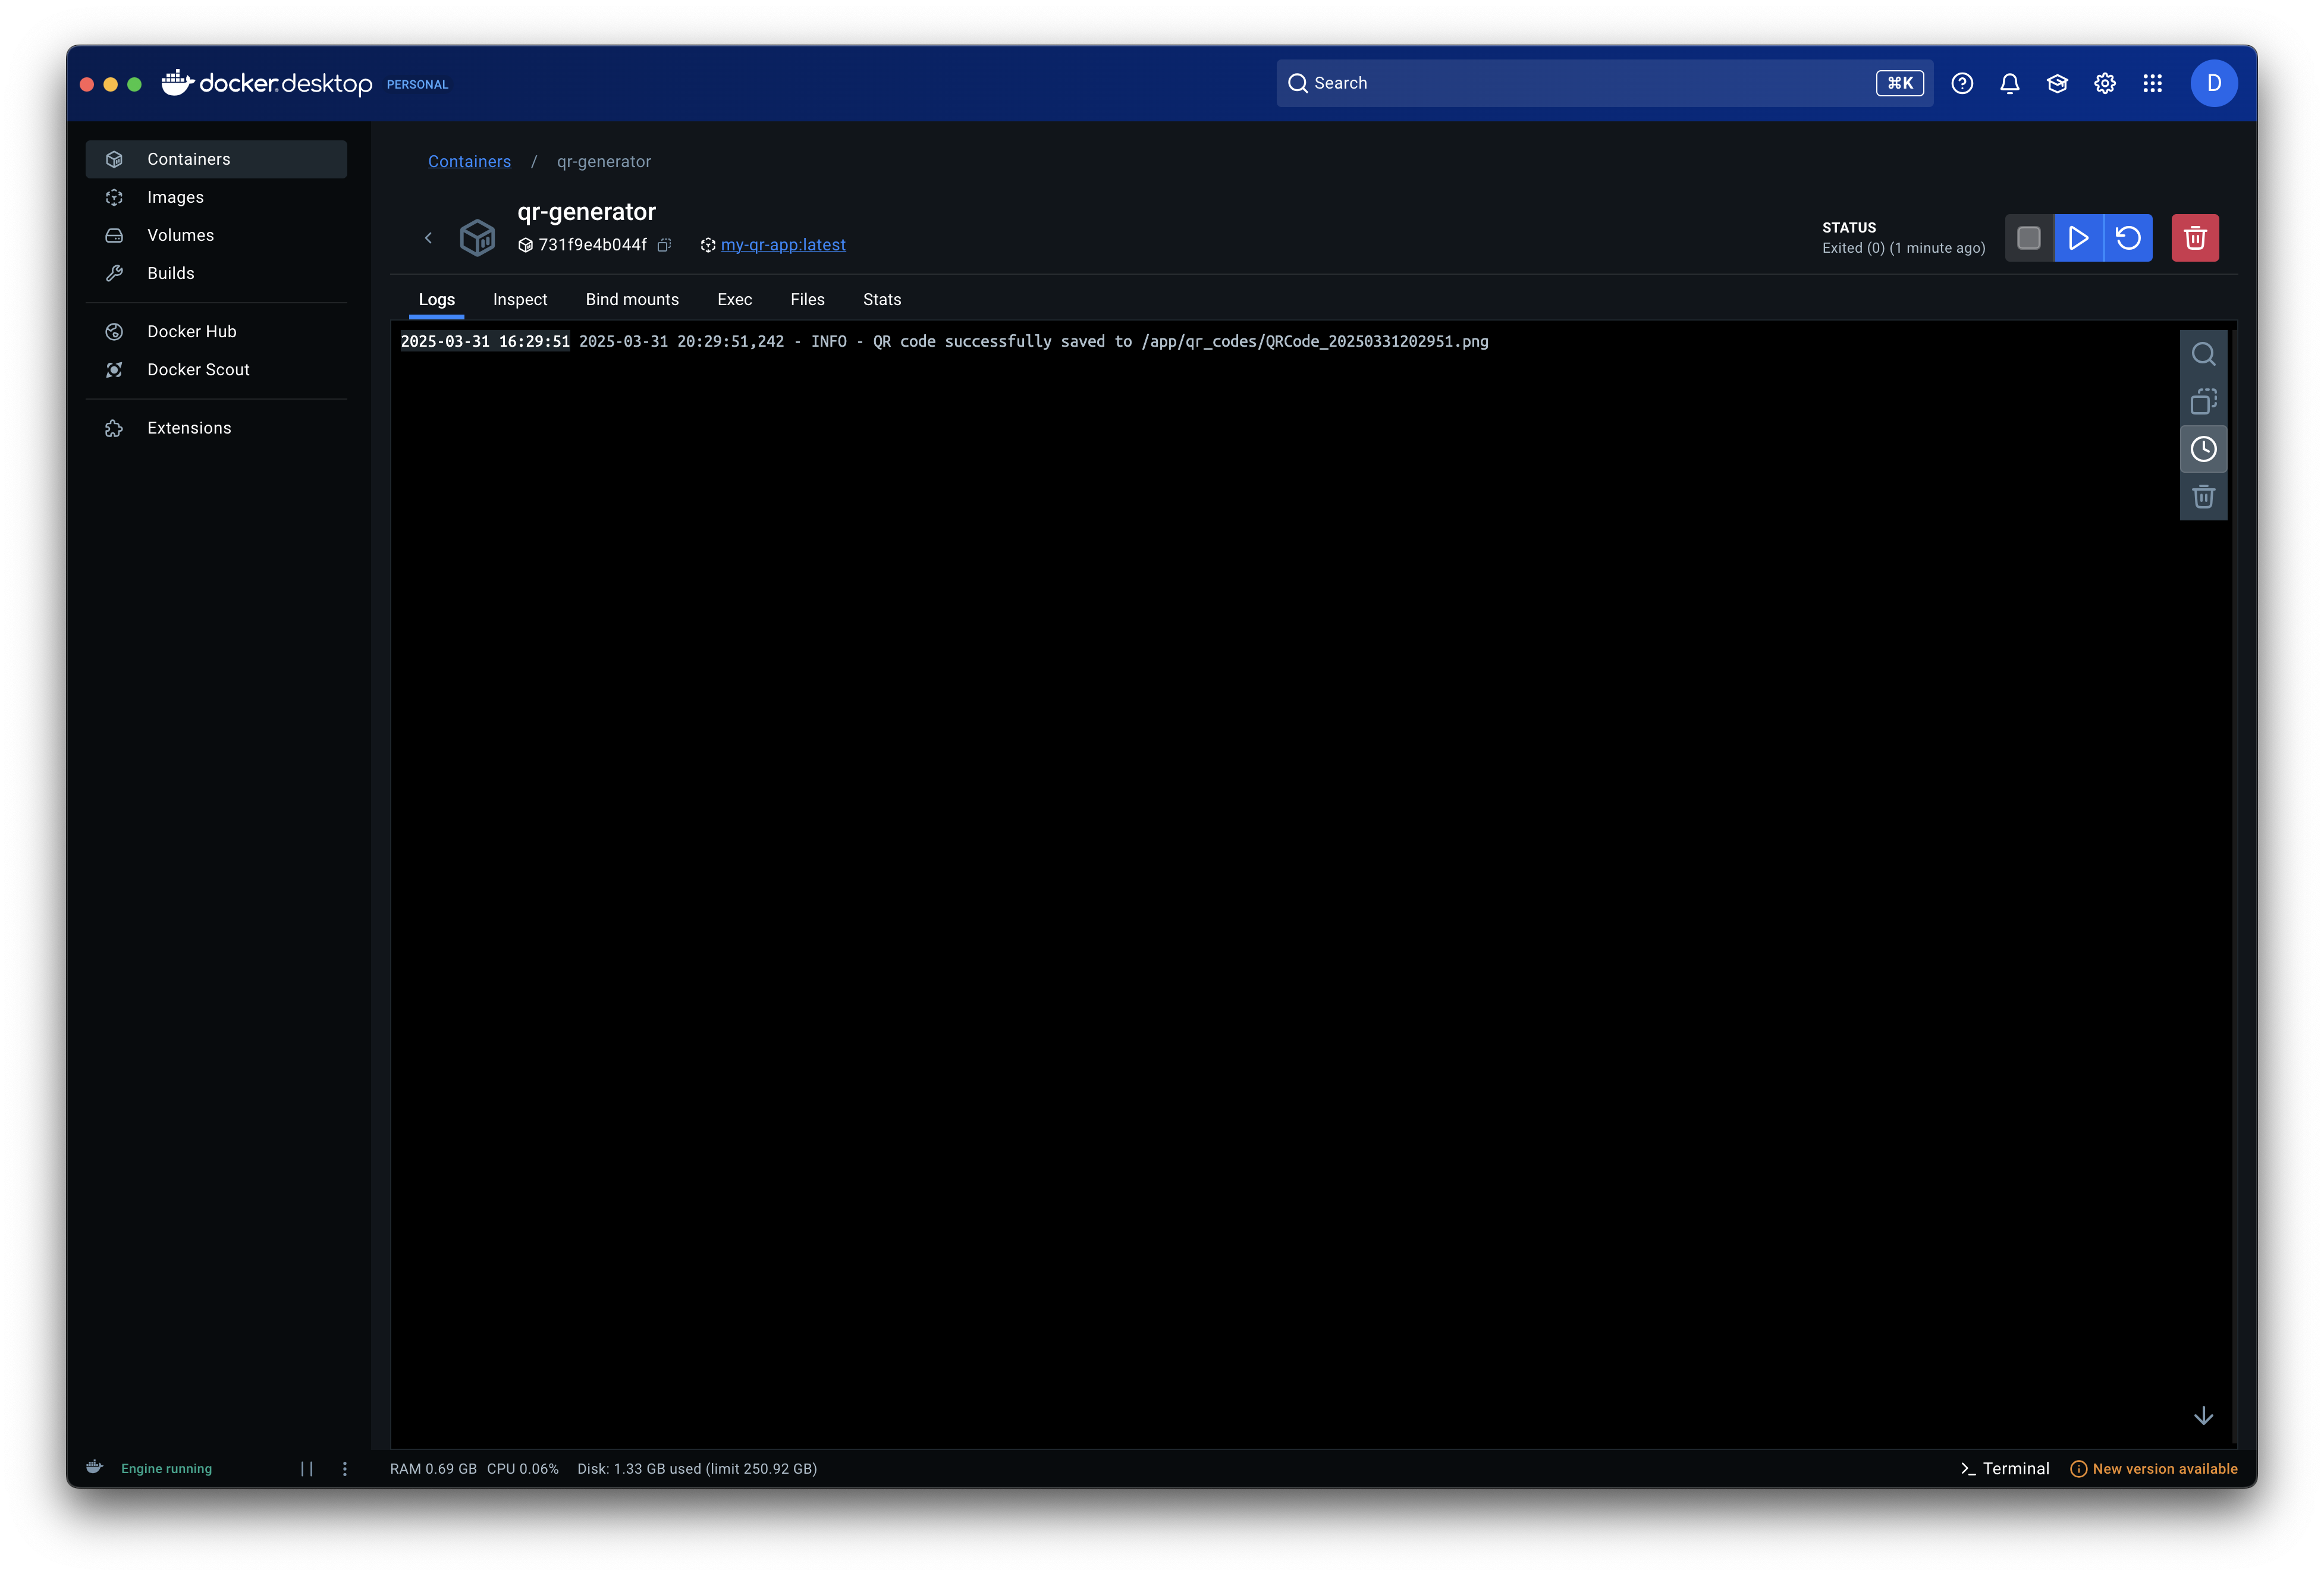 docker.desktop PERSONAL
Search ⌘K
D
Containers
Images
Volumes
Builds
Docker Hub
Docker Scout
Extensions
Containers / qr-generator
qr-generator
731f9e4b044f my-qr-app:latest
STATUS
Exited (0) (1 minute ago)
Logs Inspect Bind mounts Exec Files Stats
2025-03-31 16:29:51 2025-03-31 20:29:51,242 - INFO - QR code successfully saved to /app/qr_codes/QRCode_20250331202951.png
Engine running
RAM 0.69 GB CPU 0.06% Disk: 1.33 GB used (limit 250.92 GB)
Terminal
New version available